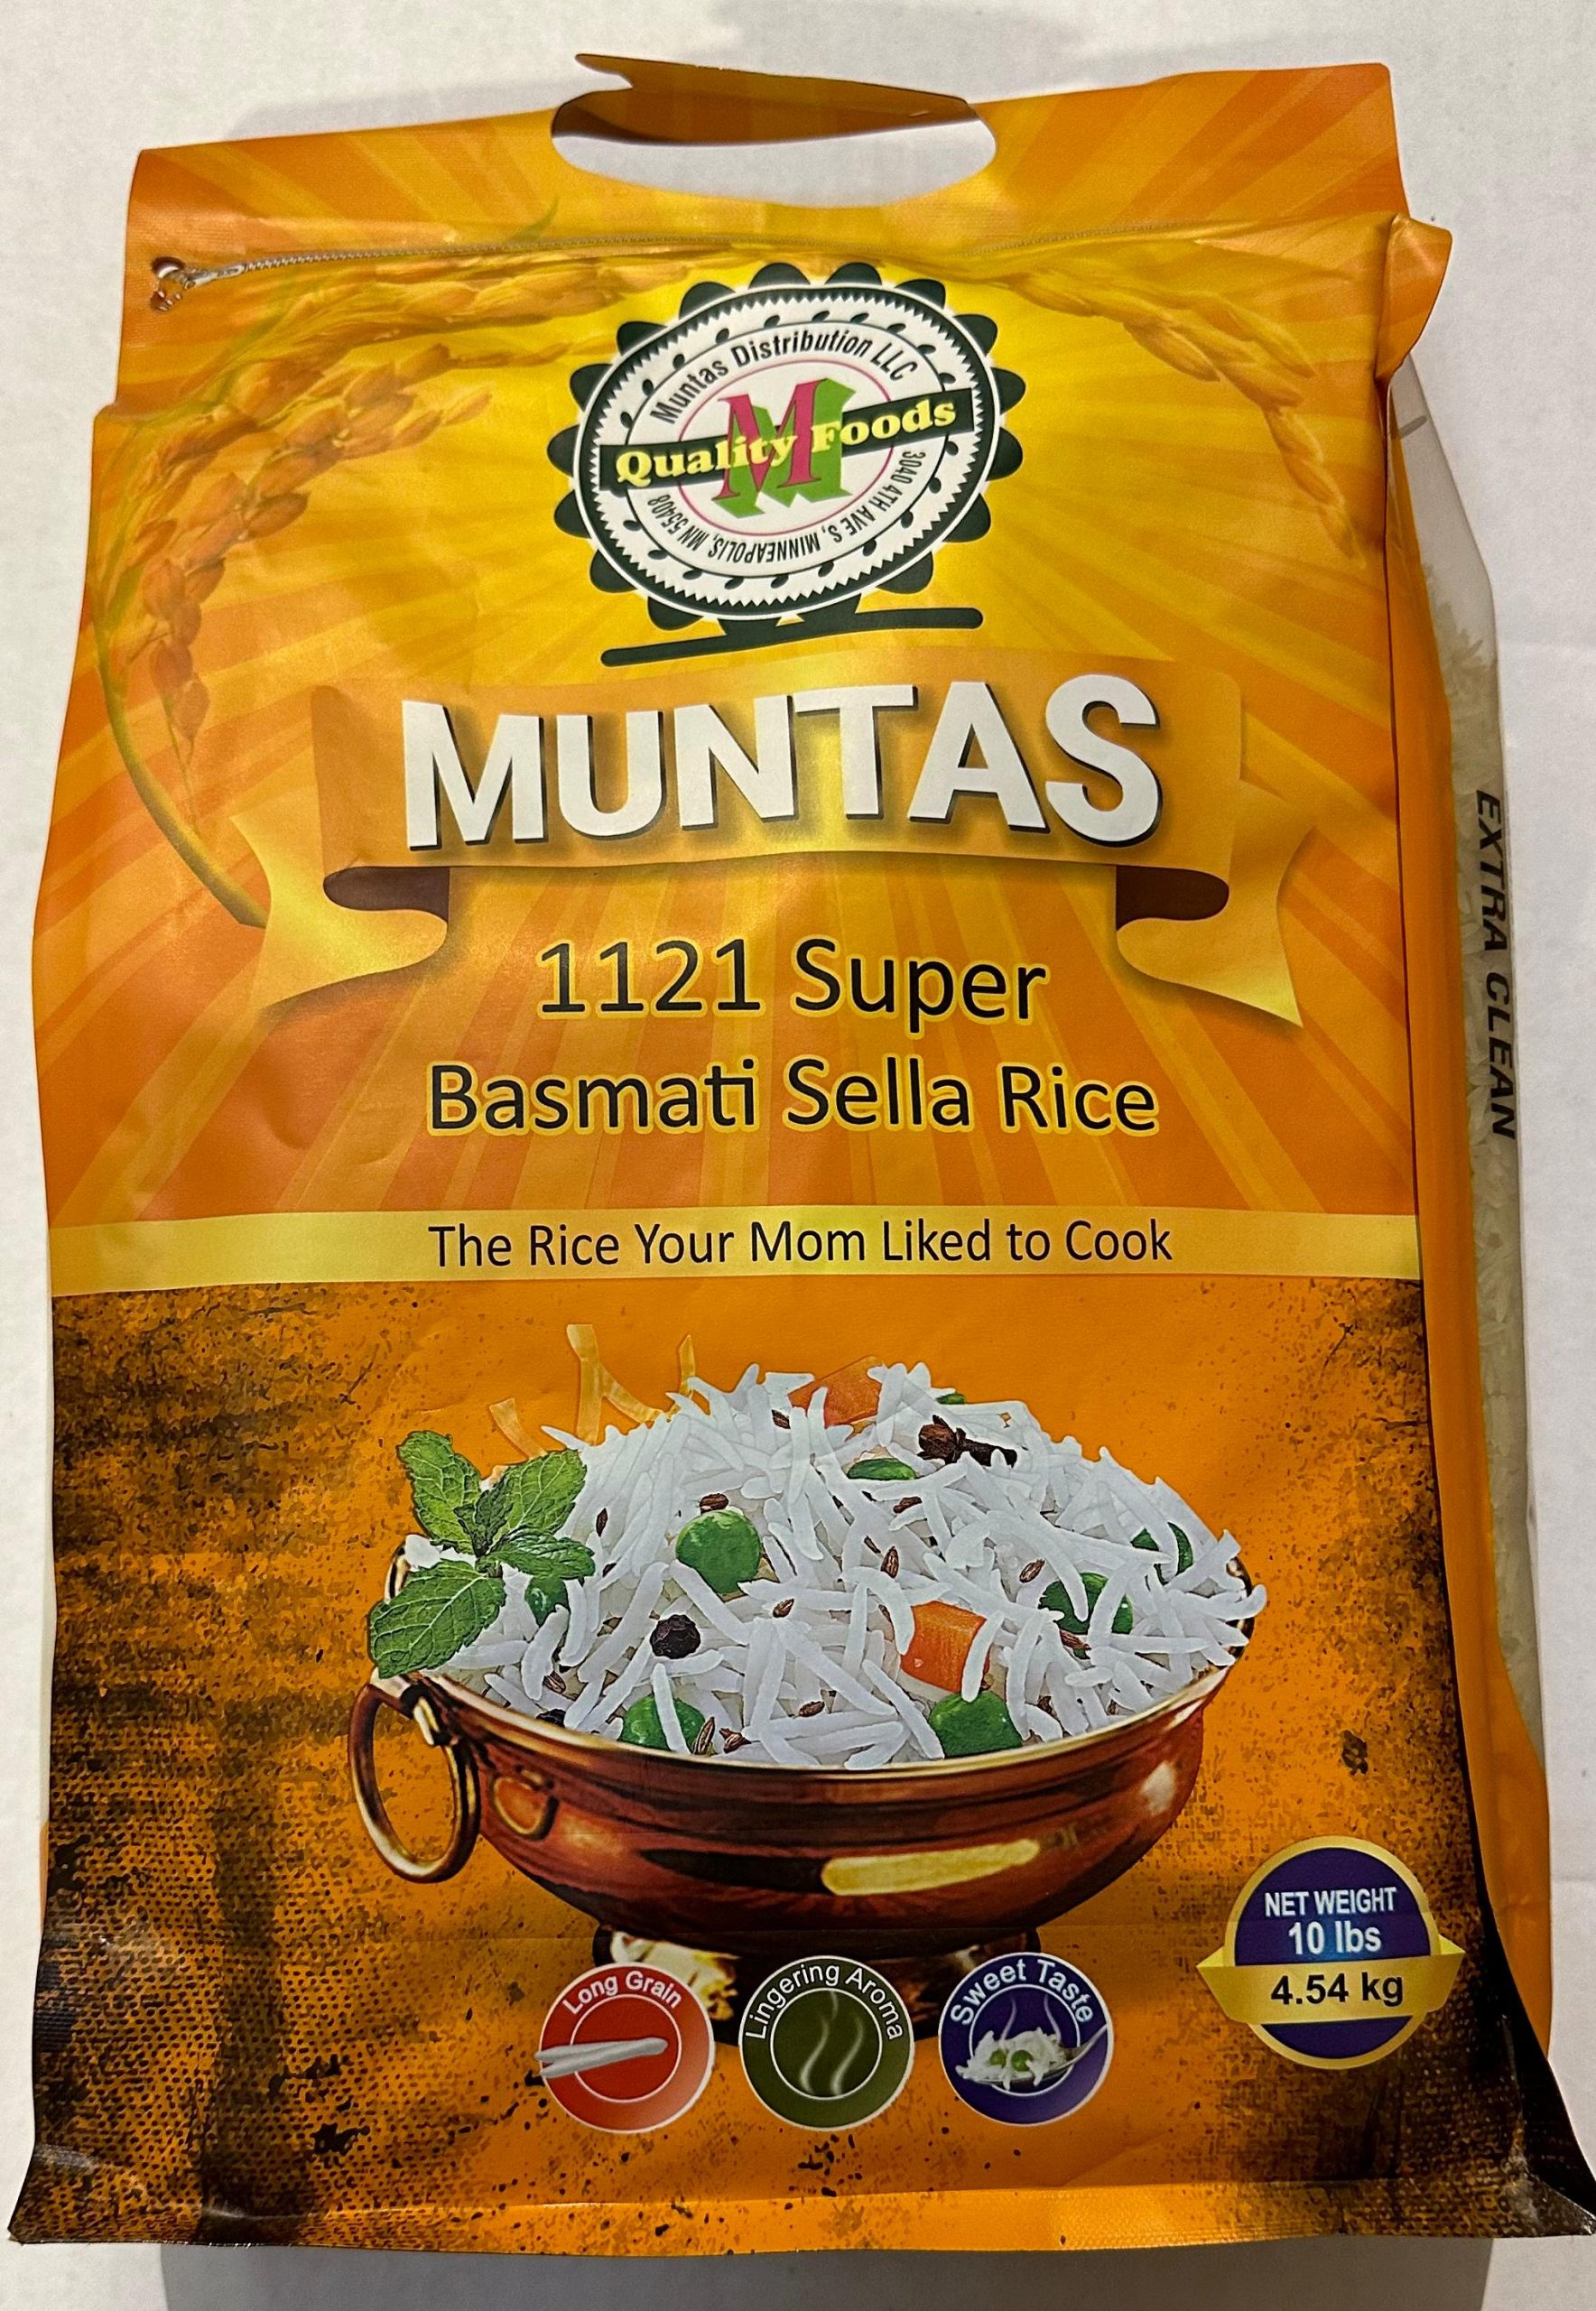 Muntas Distribution LLC
M
Quality Foods
3040 4TH AVE S, MINNEAPOLIS, MN 55408
MUNTAS
1121 Super
Basmati Sella Rice
The Rice Your Mom Liked to Cook
EXTRA CLEAN
NET WEIGHT
10 lbs
4.54 kg
Long Grain
Lingering Aroma
Sweet Taste